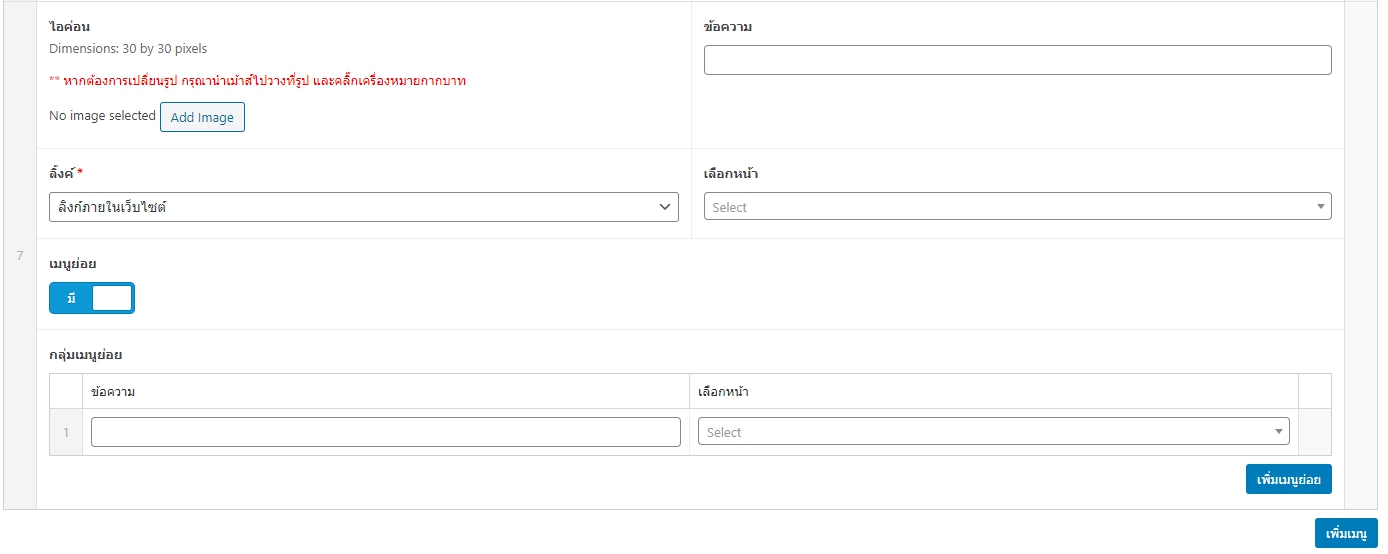 ไอค่อน
Dimensions: 30 by 30 pixels
** หากต้องการเปลี่ยนรูป กรุณานำเม้าส์ไปวางที่รูป และคลิ๊กเครื่องหมายกากบาท
No image selected Add Image
ข้อความ
ลิ้งค์ *
ลิงก์ภายในเว็บไซต์
เลือกหน้า
Select
7
เมนูย่อย
มี
กลุ่มเมนูย่อย
ข้อความ เลือกหน้า
1 Select
เพิ่มเมนูย่อย
เพิ่มเมนู